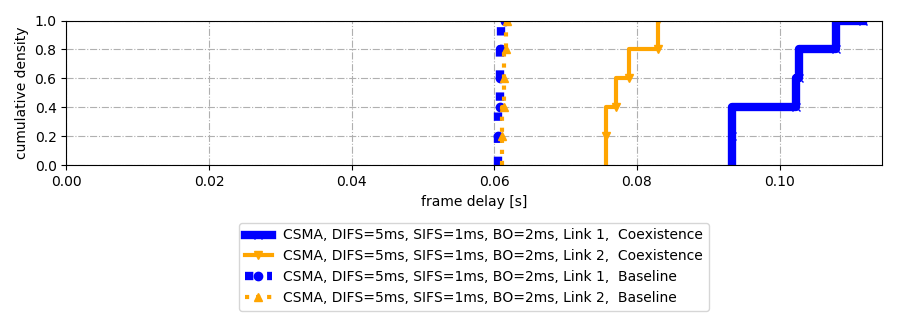 1.0
0.8
0.6
0.4
0.2
0.0
cumulative density
0.00 0.02 0.04 0.06 0.08 0.10
frame delay [s]
CSMA, DIFS=5ms, SIFS=1ms, BO=2ms, Link 1,  Coexistence
CSMA, DIFS=5ms, SIFS=1ms, BO=2ms, Link 2,  Coexistence
CSMA, DIFS=5ms, SIFS=1ms, BO=2ms, Link 1,  Baseline
CSMA, DIFS=5ms, SIFS=1ms, BO=2ms, Link 2,  Baseline